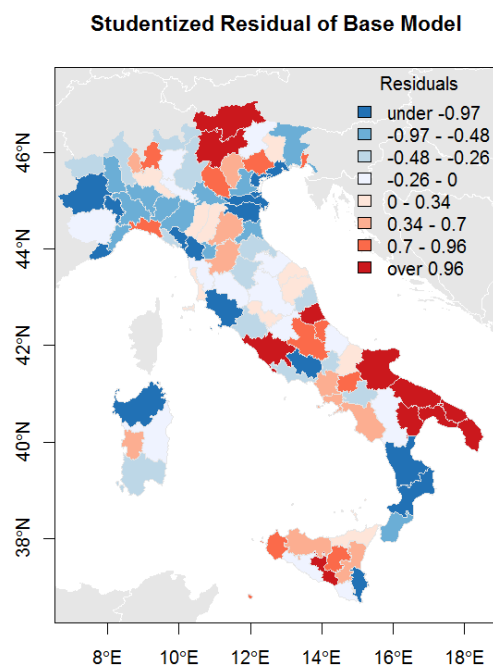 Studentized Residual of Base Model
Residuals
under -0.97
-0.97 - -0.48
-0.48 - -0.26
-0.26 - 0
0 - 0.34
0.34 - 0.7
0.7 - 0.96
over 0.96
46°N
44°N
42°N
40°N
38°N
8°E 10°E 12°E 14°E 16°E 18°E